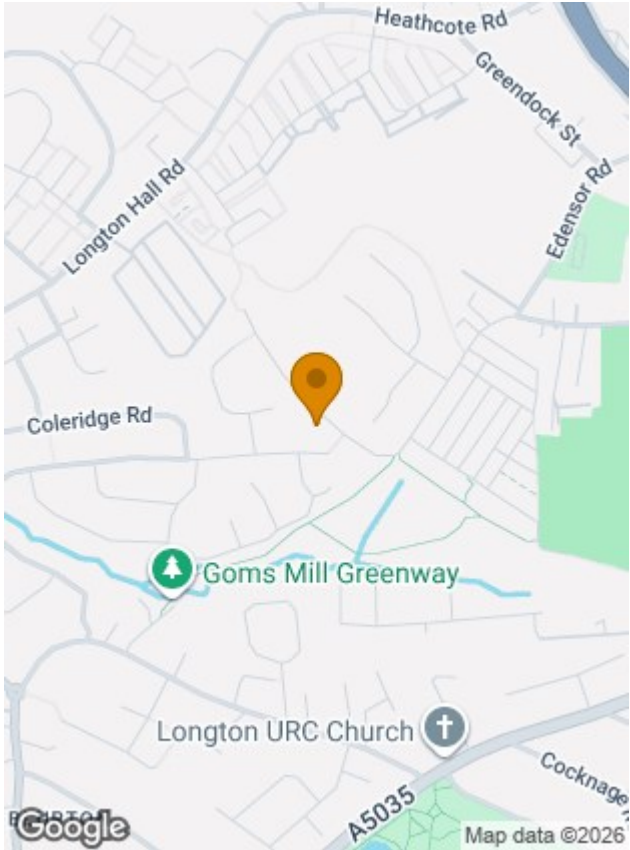 Heathcote Rd
Greendock St
Edensor Rd
Longton Hall Rd
Coleridge Rd
Goms Mill Greenway
Longton URC Church
A5035
Cocknage
Google
Map data ©2026